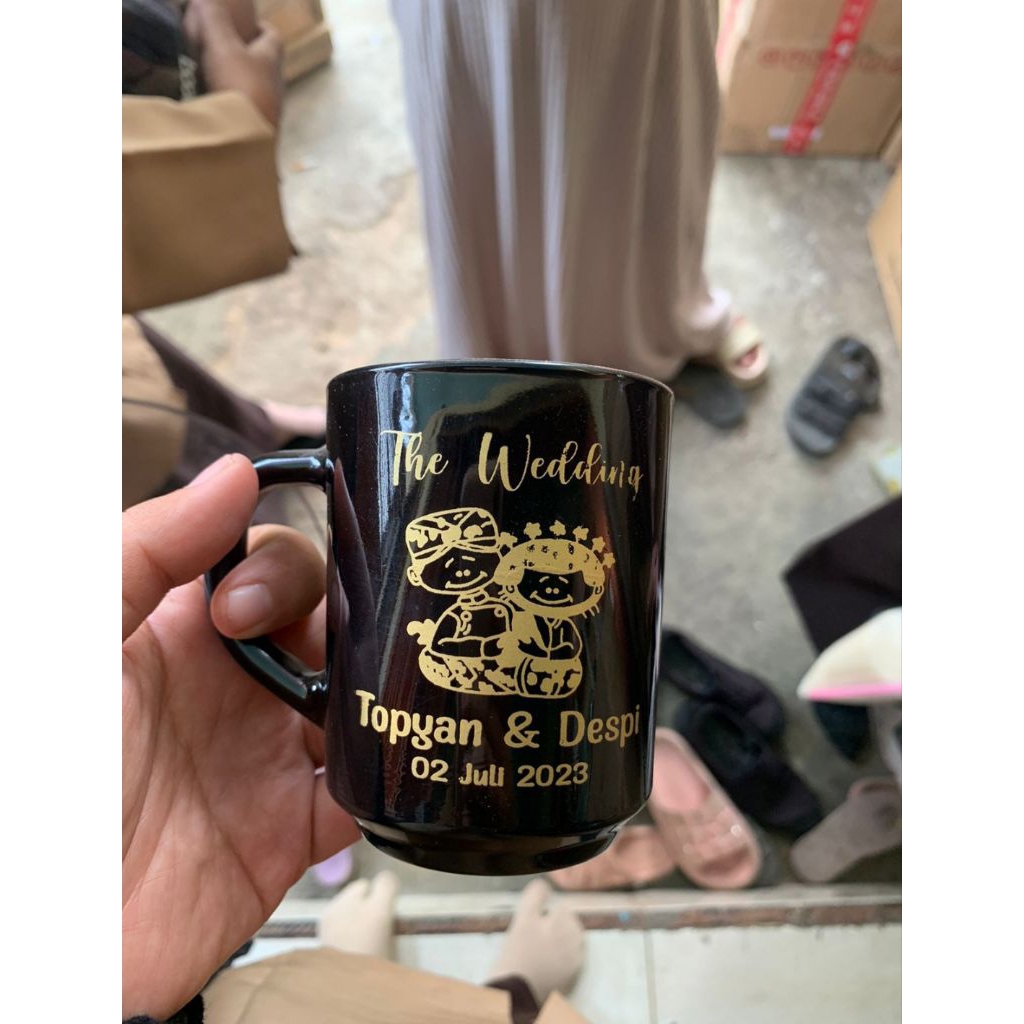 The Wedding
Topyan & Despi
02 Juli 2023